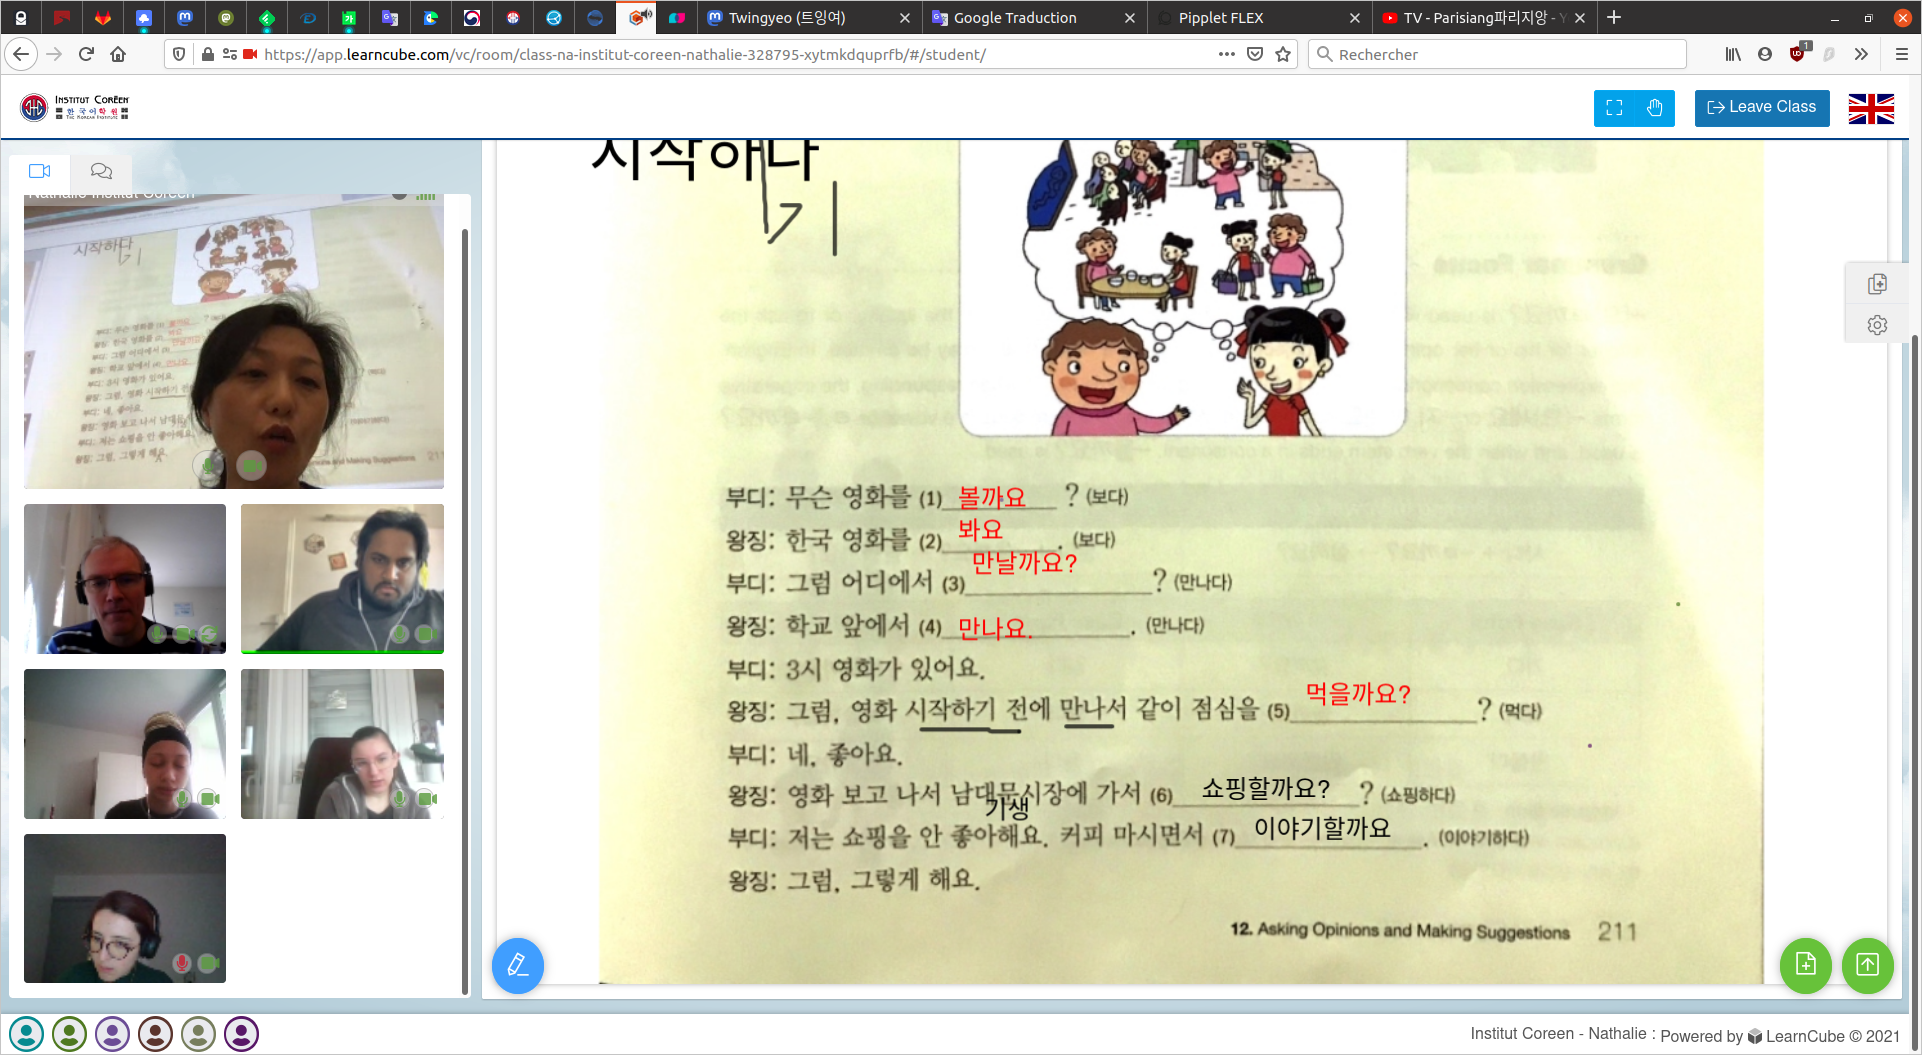 Twingyeo (트잉여)
Google Traduction
Pipplet FLEX
TV - Parisiang파리지앙 - Y
https://app.learncube.com/vc/room/class-na-institut-coreen-nathalie-328795-xytmkdquprfb/#/student/
Rechercher
1
INSTITUT CORÉEN
한국어학원
THE KOREAN INSTITUTE
Leave Class
Nathalie Institut Coreen
시작하다
기
부디: 무슨 영화를 (1) 볼까요 ? (보다)
왕징: 한국 영화를 (2) 봐요 . (보다)
부디: 그럼 어디에서 (3) 만날까요? ? (만나다)
왕징: 학교 앞에서 (4) 만나요. . (만나다)
부디: 3시 영화가 있어요.
왕징: 그럼, 영화 시작하기 전에 만나서 같이 점심을 (5) 먹을까요? ? (먹다)
부디: 네, 좋아요.
왕징: 영화 보고 나서 남대문시장에 가서 (6) 쇼핑할까요? ? (쇼핑하다)
기생
부디: 저는 쇼핑을 안 좋아해요. 커피 마시면서 (7) 이야기할까요 . (이야기하다)
왕징: 그럼, 그렇게 해요.
12. Asking Opinions and Making Suggestions 211
Institut Coreen - Nathalie : Powered by LearnCube © 2021